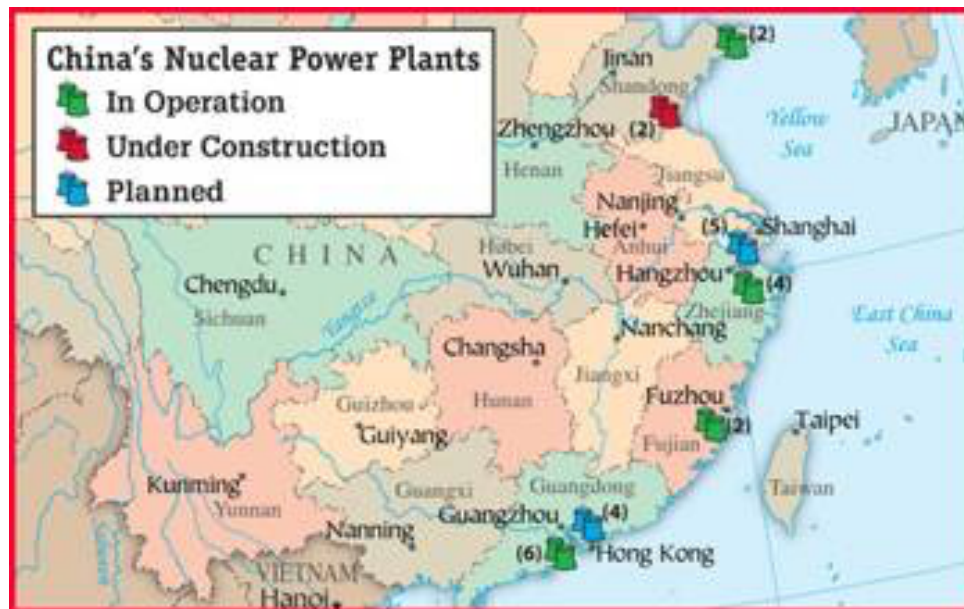 China's Nuclear Power Plants
In Operation
Under Construction
Planned
(2)
Jinan
Shandong
JAPAN
Yellow
Sea
Zhengzhou
(2)
Henan
Jiangsu
Nanjing
Hefei
(5)
Shanghai
CHINA
Hubei
Anhui
Wuhan
Hangzhou
(4)
Chengdu
Sichuan
Zhejiang
Yangtze
Nanchang
East China
Sea
Changsha
Jiangxi
Hunan
Fuzhou
Guizhou
Guiyang
(2)
Taipei
Fujian
Kunming
Yunnan
Guangxi
Guangdong
Taiwan
Nanning
Guangzhou
(4)
(6)
Hong Kong
VIETNAM
Hanoi